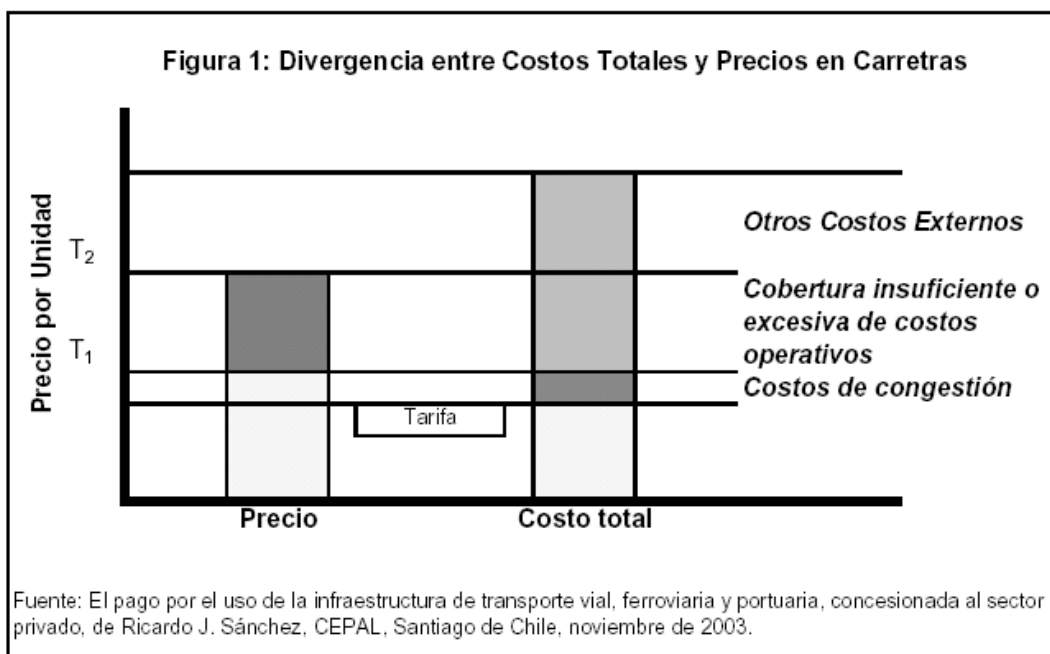 Figura 1: Divergencia entre Costos Totales y Precios en Carretras
Precio por Unidad
T₂
T₁
Otros Costos Externos
Cobertura insuficiente o
excesiva de costos
operativos
Costos de congestión
Tarifa
Precio
Costo total
Fuente: El pago por el uso de la infraestructura de transporte vial, ferroviaria y portuaria, concesionada al sector
privado, de Ricardo J. Sánchez, CEPAL, Santiago de Chile, noviembre de 2003.